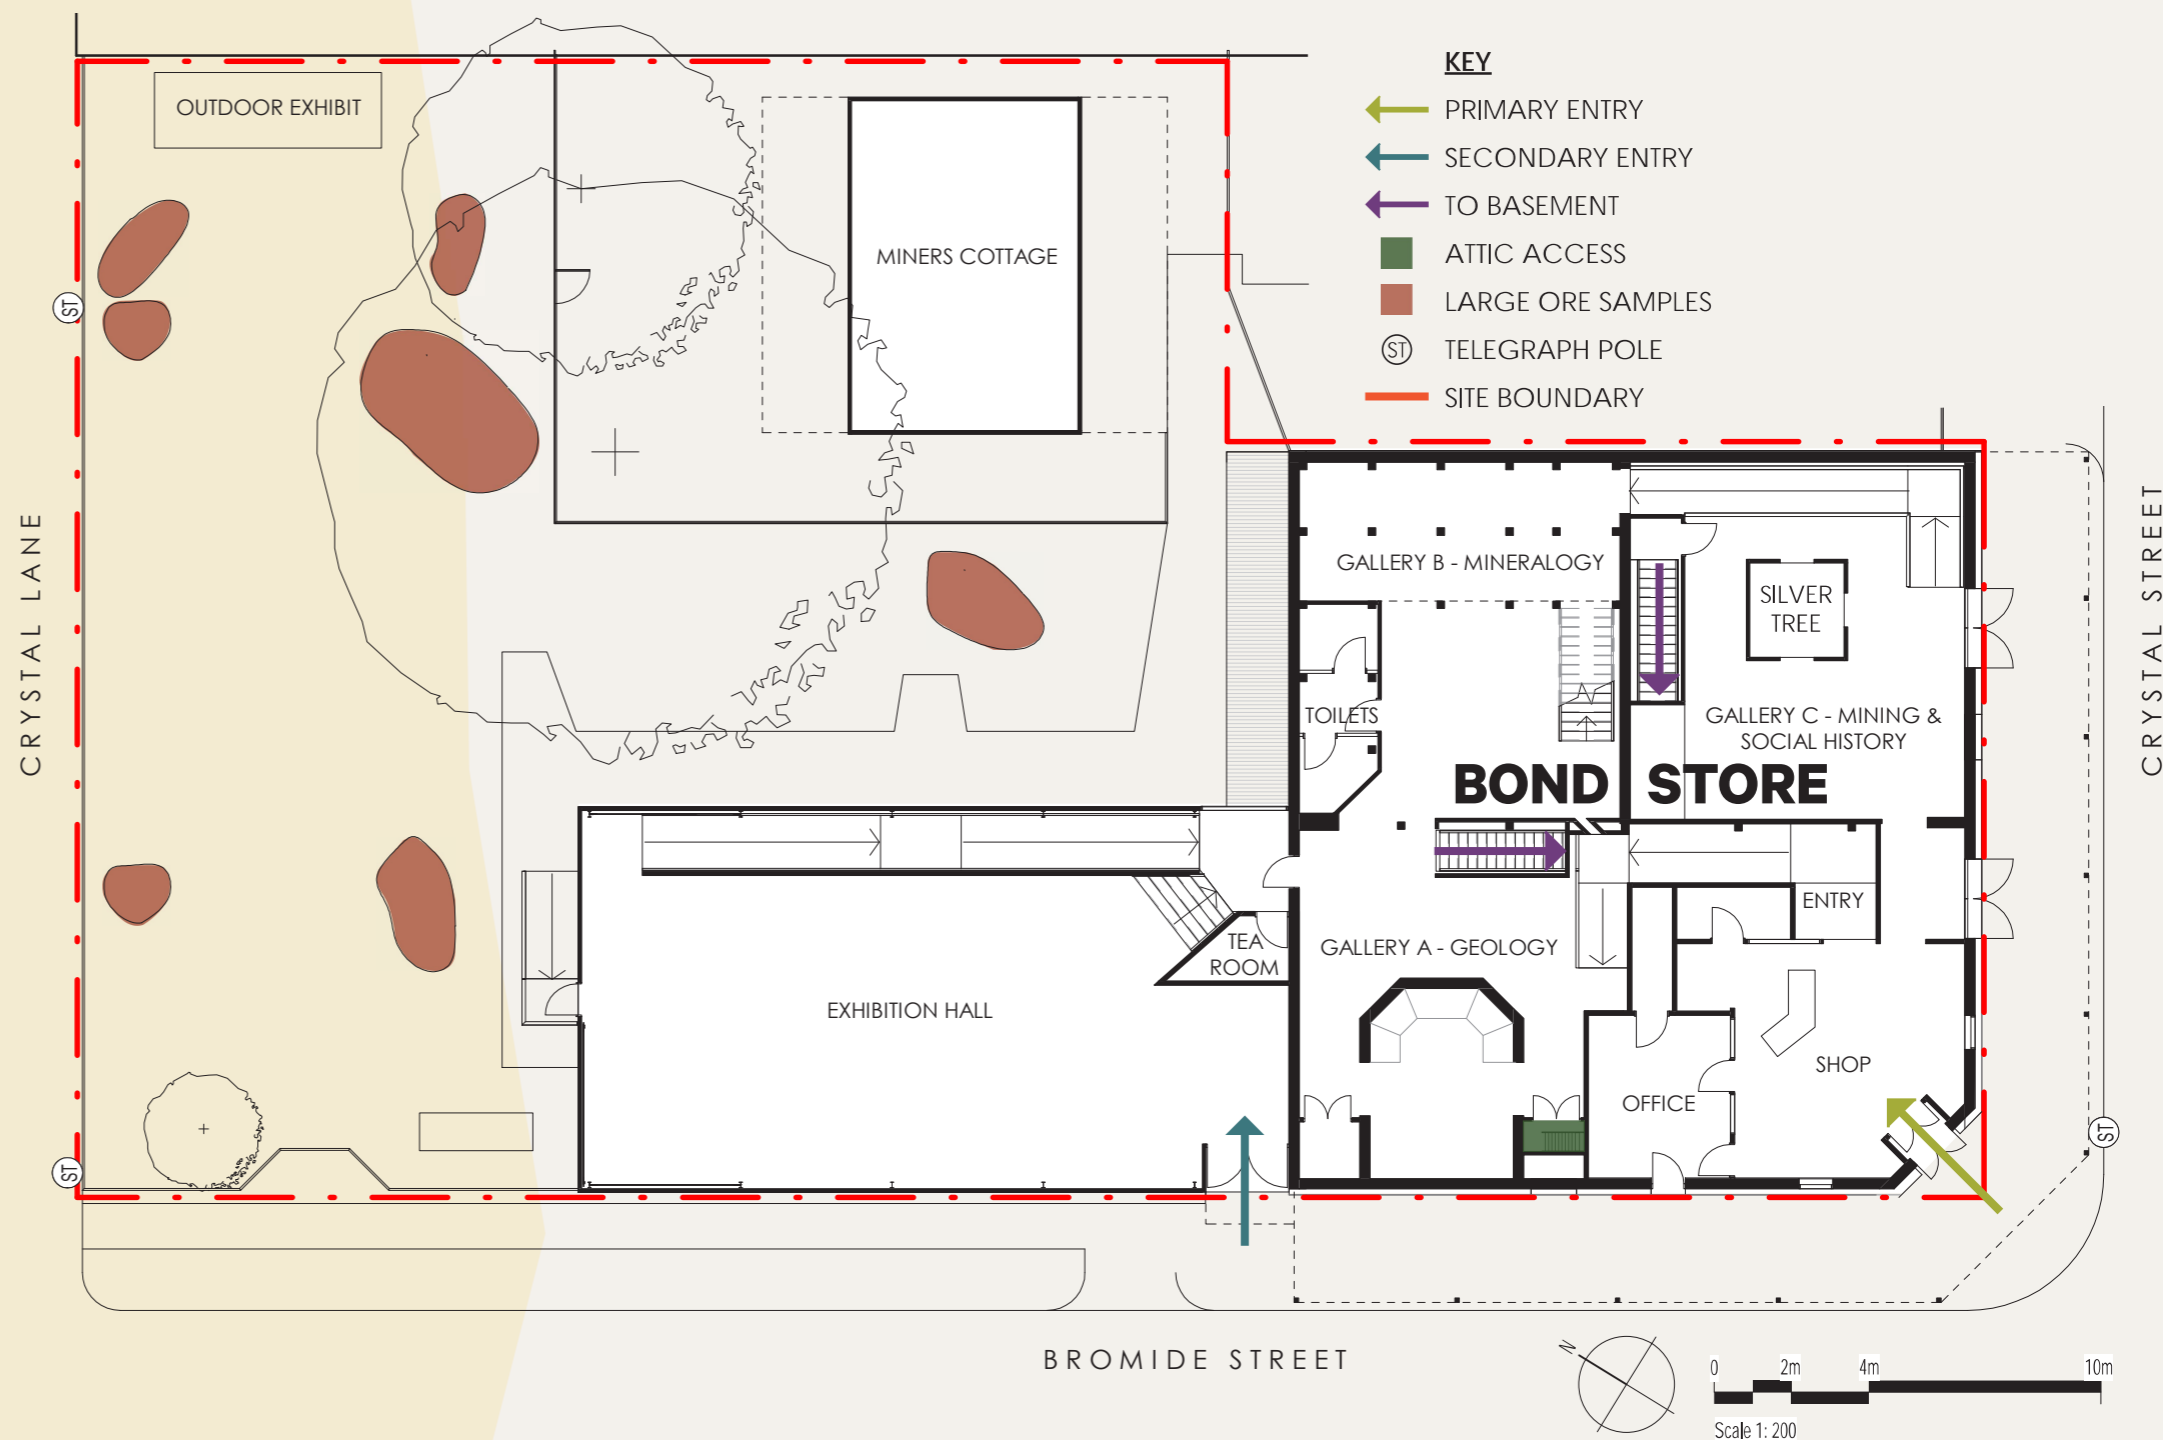 KEY
PRIMARY ENTRY
SECONDARY ENTRY
TO BASEMENT
ATTIC ACCESS
LARGE ORE SAMPLES
ST
TELEGRAPH POLE
SITE BOUNDARY
OUTDOOR EXHIBIT
MINERS COTTAGE
ST
CRYSTAL LANE
CRYSTAL STREET
GALLERY B - MINERALOGY
SILVER
TREE
TOILETS
GALLERY C - MINING &
SOCIAL HISTORY
BOND STORE
ENTRY
TEA
ROOM
GALLERY A - GEOLOGY
EXHIBITION HALL
SHOP
OFFICE
ST
ST
BROMIDE STREET
N
0 2m 4m 10m
Scale 1: 200